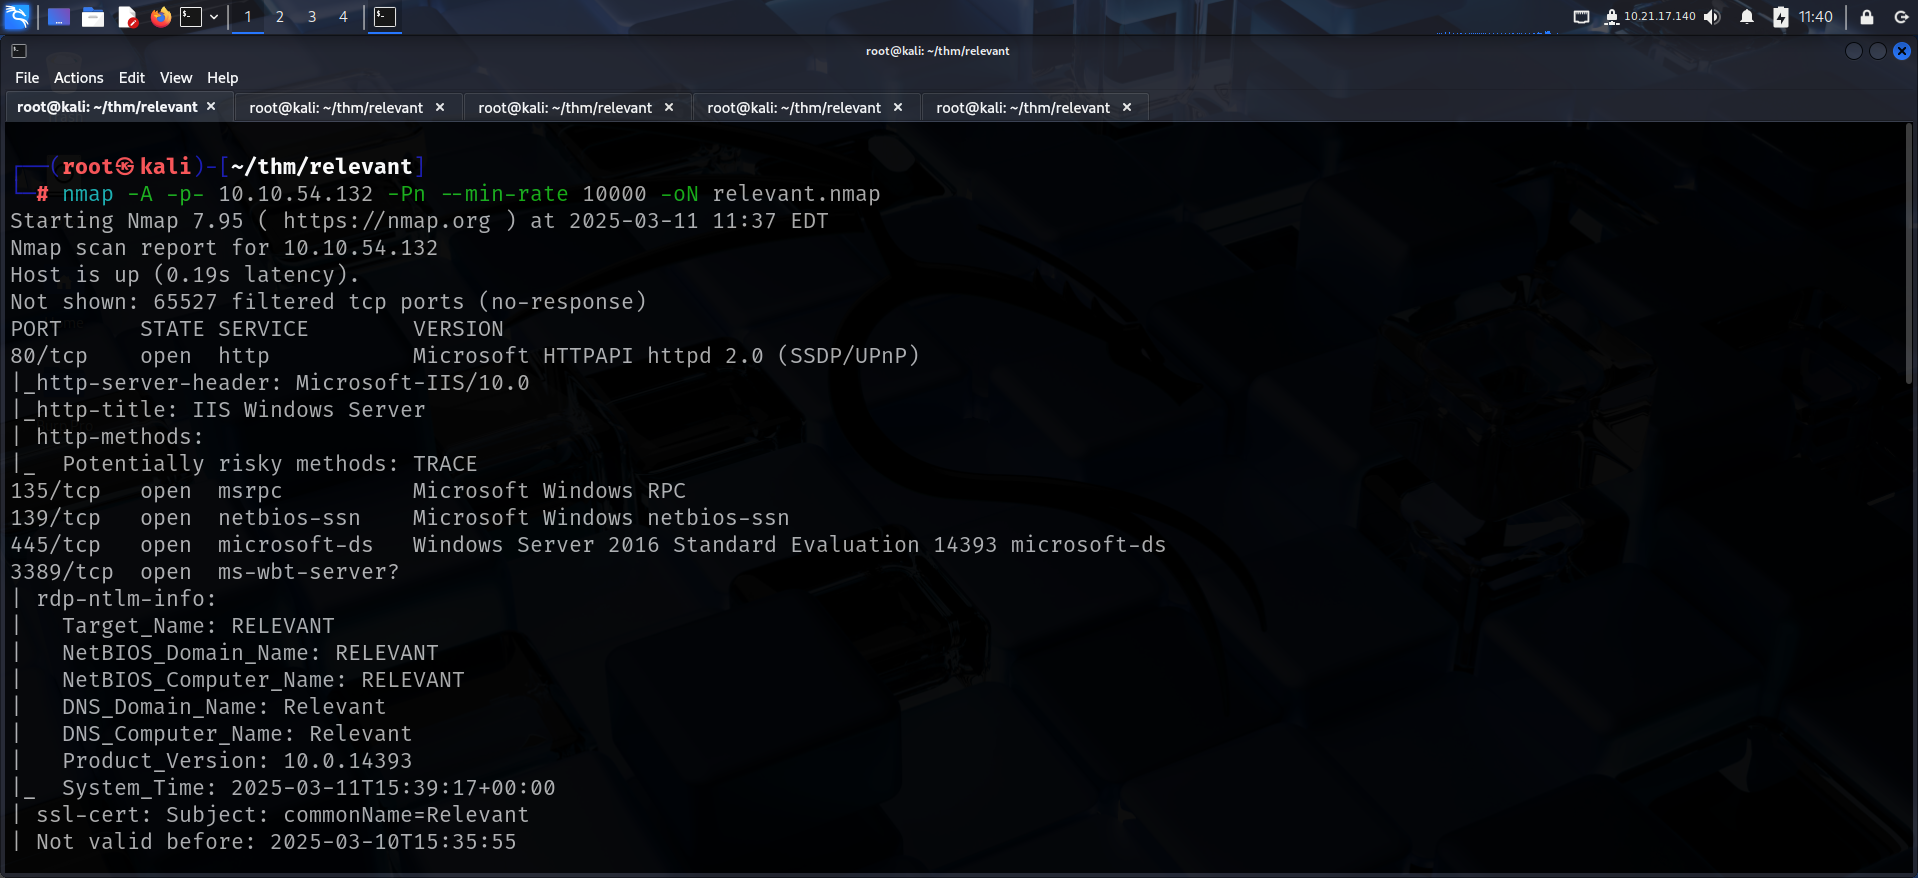 1 2 3 4 10.21.17.140 11:40
root@kali: ~/thm/relevant
File Actions Edit View Help
root@kali: ~/thm/relevant × root@kali: ~/thm/relevant × root@kali: ~/thm/relevant × root@kali: ~/thm/relevant × root@kali: ~/thm/relevant ×
┌──(root㉿kali)-[~/thm/relevant]
└─# nmap -A -p- 10.10.54.132 -Pn --min-rate 10000 -oN relevant.nmap
Starting Nmap 7.95 ( https://nmap.org ) at 2025-03-11 11:37 EDT
Nmap scan report for 10.10.54.132
Host is up (0.19s latency).
Not shown: 65527 filtered tcp ports (no-response)
PORT      STATE SERVICE        VERSION
80/tcp    open  http           Microsoft HTTPAPI httpd 2.0 (SSDP/UPnP)
|_http-server-header: Microsoft-IIS/10.0
|_http-title: IIS Windows Server
| http-methods:
|_  Potentially risky methods: TRACE
135/tcp   open  msrpc          Microsoft Windows RPC
139/tcp   open  netbios-ssn    Microsoft Windows netbios-ssn
445/tcp   open  microsoft-ds   Windows Server 2016 Standard Evaluation 14393 microsoft-ds
3389/tcp  open  ms-wbt-server?
| rdp-ntlm-info:
|   Target_Name: RELEVANT
|   NetBIOS_Domain_Name: RELEVANT
|   NetBIOS_Computer_Name: RELEVANT
|   DNS_Domain_Name: Relevant
|   DNS_Computer_Name: Relevant
|   Product_Version: 10.0.14393
|_  System_Time: 2025-03-11T15:39:17+00:00
| ssl-cert: Subject: commonName=Relevant
| Not valid before: 2025-03-10T15:35:55